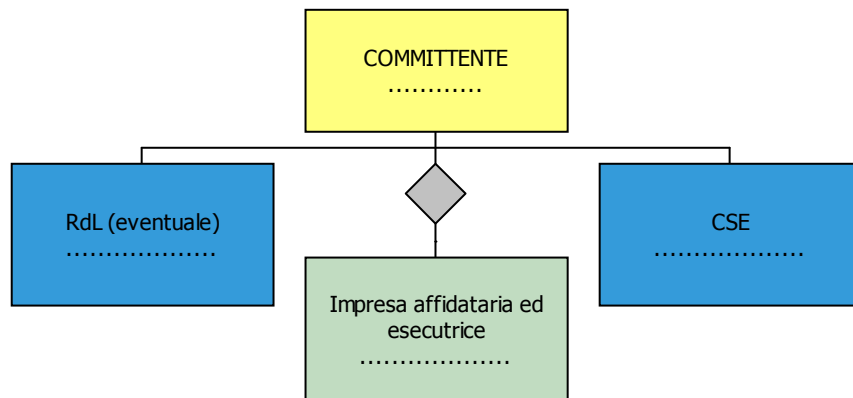 COMMITTENTE
............
RdL (eventuale)
...................
CSE
...................
Impresa affidataria ed
esecutrice
...................